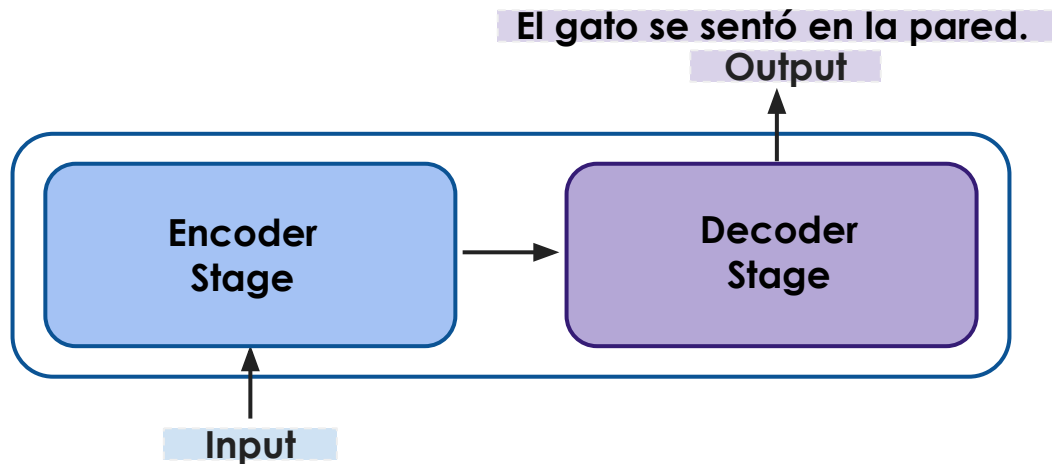 El gato se sentó en la pared.
Output
Encoder
Stage
Decoder
Stage
Input